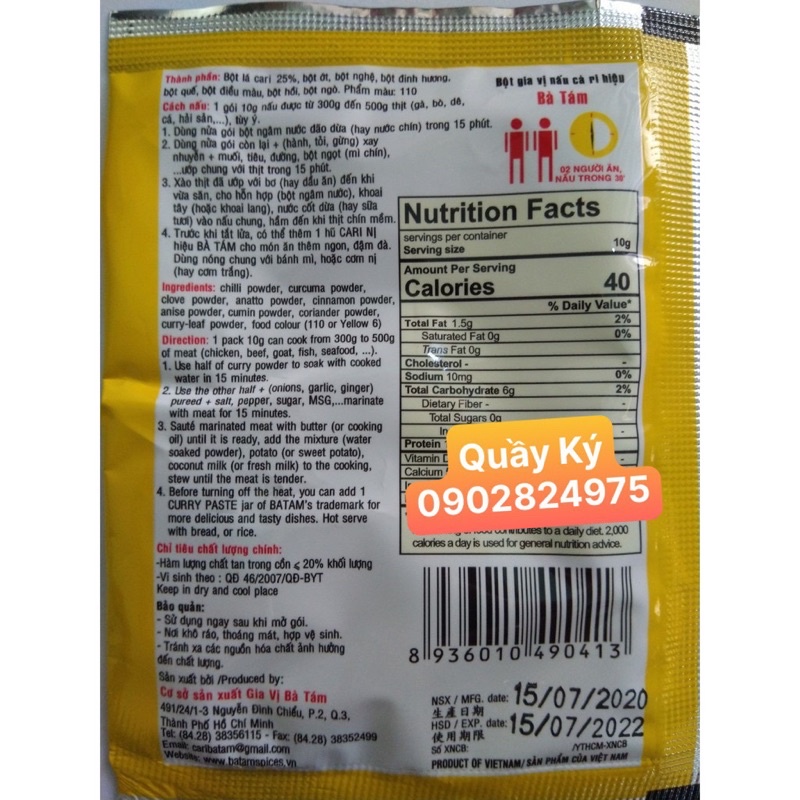 Thành phần: Bột lá cari 25%, bột ớt, bột nghệ, bột đinh hương,
bột quế, bột điều màu, bột hồi, bột ngò. Phẩm màu: 110
Cách nấu: 1 gói 10g nấu được từ 300g đến 500g thịt (gà, bò, dê,
cá, hải sản,...), tùy ý.
1. Dùng nửa gói bột ngâm nước dão dừa (hay nước chín) trong 15 phút.
2. Dùng nửa gói còn lại + (hành, tỏi, gừng) xay
nhuyễn + muối, tiêu, đường, bột ngọt (mì chín),
...ướp chung với thịt trong 15 phút.
3. Xào thịt đã ướp với bơ (hay dầu ăn) đến khi
vừa săn, cho hỗn hợp (bột ngâm nước), khoai
tây (hoặc khoai lang), nước cốt dừa (hay sữa
tươi) vào nấu chung, hầm đến khi thịt chín mềm.
4. Trước khi tắt lửa, có thể thêm 1 hũ CARI NỊ
hiệu BÀ TÁM cho món ăn thêm ngon, đậm đà.
Dùng nóng chung với bánh mì, hoặc cơm nị
(hay cơm trắng).
Ingredients: chilli powder, curcuma powder,
clove powder, anatto powder, cinnamon powder,
anise powder, cumin powder, coriander powder,
curry-leaf powder, food colour (110 or Yellow 6)
Direction: 1 pack 10g can cook from 300g to 500g
of meat (chicken, beef, goat, fish, seafood, ...).
1. Use half of curry powder to soak with cooked
water in 15 minutes.
2. Use the other half + (onions, garlic, ginger)
pureed + salt, pepper, sugar, MSG,...marinate
with meat for 15 minutes.
3. Sauté marinated meat with butter (or cooking
oil) until it is ready, add the mixture (water
soaked powder), potato (or sweet potato),
coconut milk (or fresh milk) to the cooking,
stew until the meat is tender.
4. Before turning off the heat, you can add 1
CURRY PASTE jar of BATAM's trademark for
more delicious and tasty dishes. Hot serve
with bread, or rice.
Chỉ tiêu chất lượng chính:
-Hàm lượng chất tan trong cồn ⩽ 20% khối lượng
-Vi sinh theo : QĐ 46/2007/QĐ-BYT
Keep in dry and cool place
Bảo quản:
- Sử dụng ngay sau khi mở gói.
- Nơi khô ráo, thoáng mát, hợp vệ sinh.
- Tránh xa các nguồn hóa chất ảnh hưởng
đến chất lượng.
Sản xuất bởi /Produced by:
Cơ sở sản xuất Gia Vị Bà Tám
491/24/1-3 Nguyễn Đình Chiểu, P.2, Q.3,
Thành Phố Hồ Chí Minh
Tel: (84.28) 38356115 - Fax: (84.28) 38352499
Email: caribatam@gmail.com
Website: www.batamspices.vn
Bột gia vị nấu cà ri hiệu
Bà Tám
02 NGƯỜI ĂN,
NẤU TRONG 30'
Nutrition Facts
servings per container
Serving size 10g
Amount Per Serving
Calories 40
% Daily Value*
Total Fat 1.5g 2%
Saturated Fat 0g 0%
Trans Fat 0g
Cholesterol - -
Sodium 10mg 0%
Total Carbohydrate 6g 2%
Dietary Fiber - -
Total Sugars 0g
Protein
Vitamin D
Calcium
Quầy Ký
0902824975
contributes to a daily diet. 2,000
calories a day is used for general nutrition advice.
8 936010 490413
NSX / MFG. date: 15/07/2020
生產日期
HSD / EXP. date: 15/07/2022
使用期限
Số XNCB: /YTHCM-XNCB
PRODUCT OF VIETNAM/ SẢN PHẨM CỦA VIỆT NAM